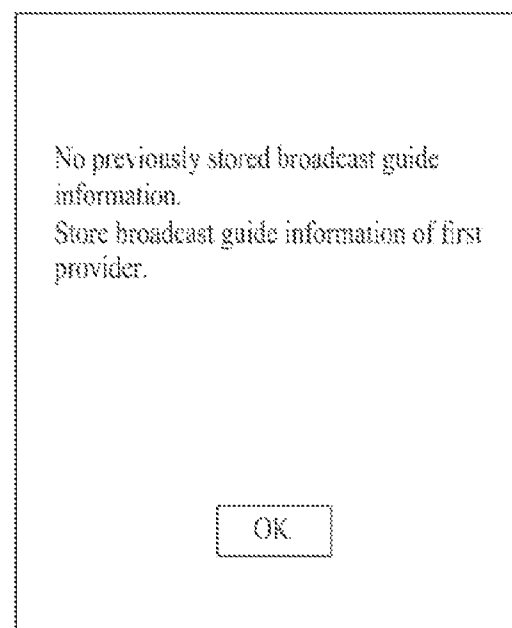 No previously stored broadcast guide
information.
Store broadcast guide information of first
provider.
OK